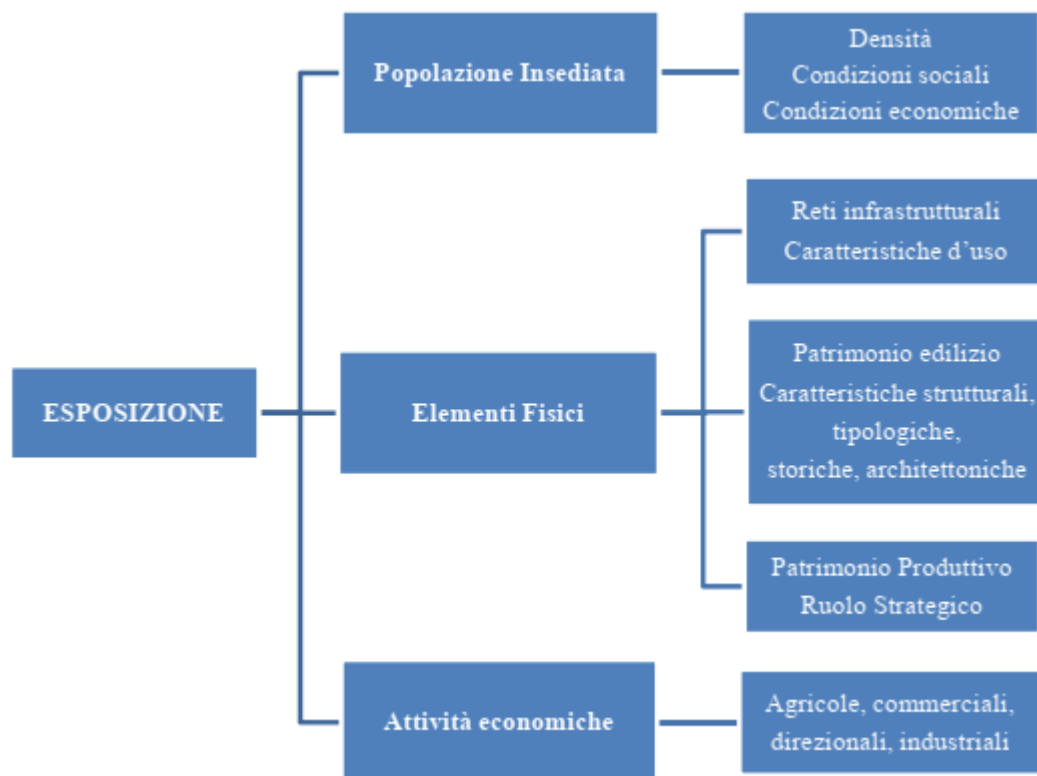 ESPOSIZIONE
Popolazione Insediata
Densità
Condizioni sociali
Condizioni economiche
Elementi Fisici
Reti infrastrutturali
Caratteristiche d’uso
Patrimonio edilizio
Caratteristiche strutturali,
tipologiche,
storiche, architettoniche
Patrimonio Produttivo
Ruolo Strategico
Attività economiche
Agricole, commerciali,
direzionali, industriali